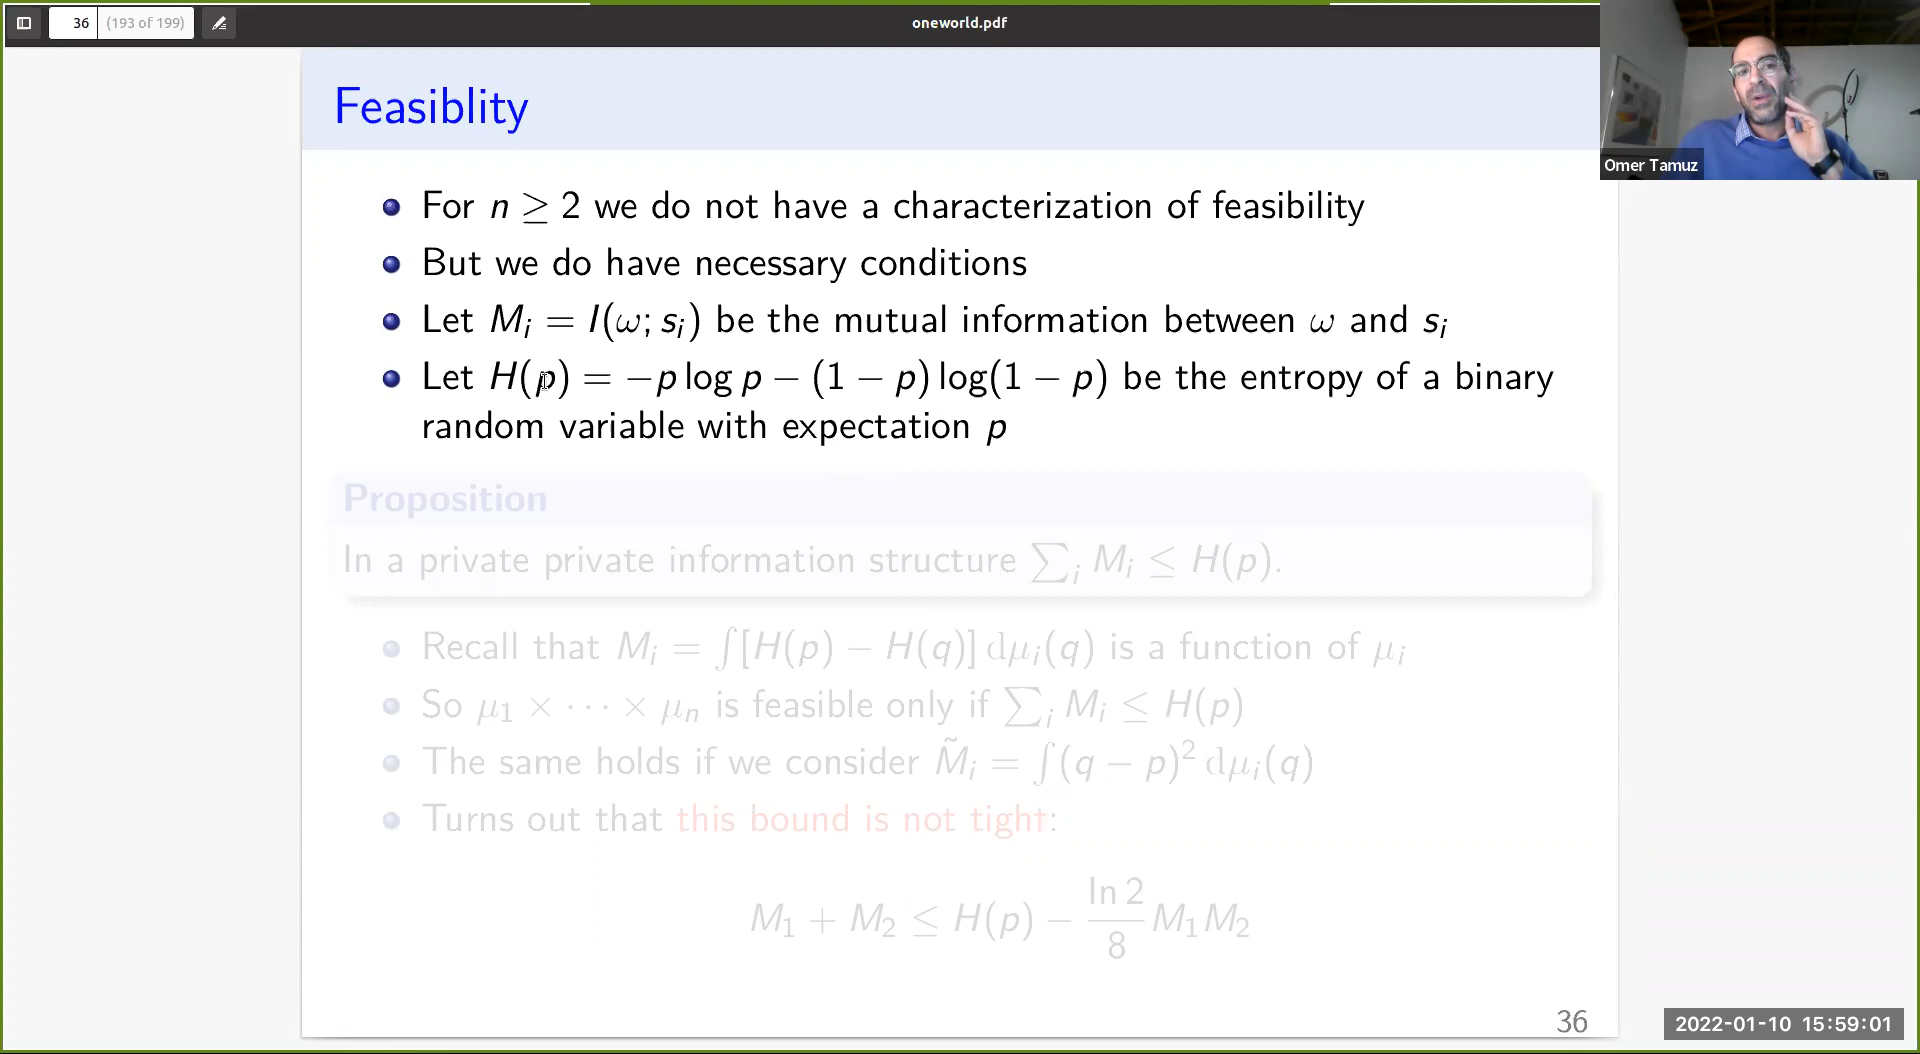 36 (193 of 199) oneworld.pdf
Feasiblity
Omer Tamuz
For n ≥ 2 we do not have a characterization of feasibility
But we do have necessary conditions
Let M_i = I(ω; s_i) be the mutual information between ω and s_i
Let H(p) = −p log p − (1 − p) log(1 − p) be the entropy of a binary
random variable with expectation p
Proposition
In a private private information structure ∑_i M_i ≤ H(p).
Recall that M_i = ∫[H(p) − H(q)] dμ_i(q) is a function of μ_i
So μ_1 × ⋯ × μ_n is feasible only if ∑_i M_i ≤ H(p)
The same holds if we consider M̃_i = ∫(q − p)² dμ_i(q)
Turns out that this bound is not tight:
M_1 + M_2 ≤ H(p) − ln 2/8 M_1 M_2
36
2022-01-10 15:59:01